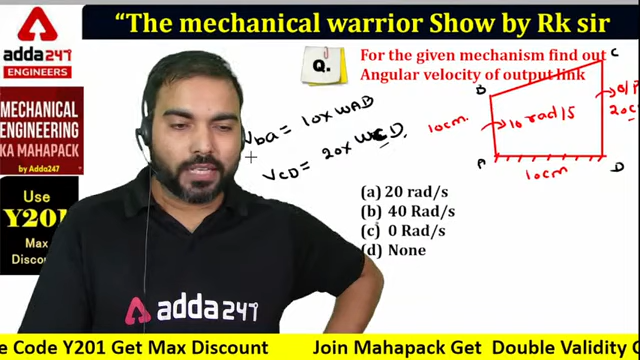 “The mechanical warrior Show by Rk sir
adda247
ENGINEERS
MECHANICAL
ENGINEERING
KA MAHAPACK
by Adda247
Use
Y201
Max
Q.
For the given mechanism find out
Angular velocity of output link
VbA = 10 x WAB
VCD = 20 x WCD.
B
C
10cm.
10 rad/s
O/P
A
10cm
D
(a) 20 rad/s
(b) 40 Rad/s
(c) 0 Rad/s
(d) None
adda247
e Code Y201 Get Max Discount Join Mahapack Get Double Validity